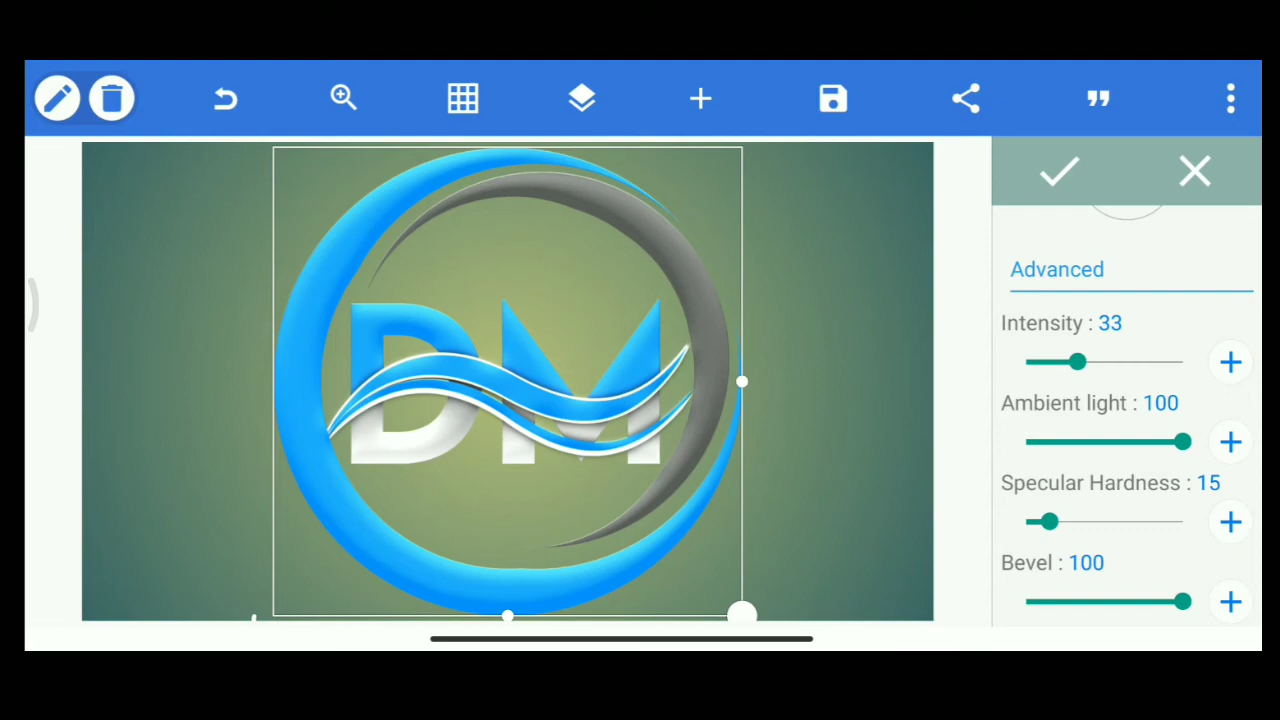 DM
Advanced
Intensity : 33
Ambient light : 100
Specular Hardness : 15
Bevel : 100